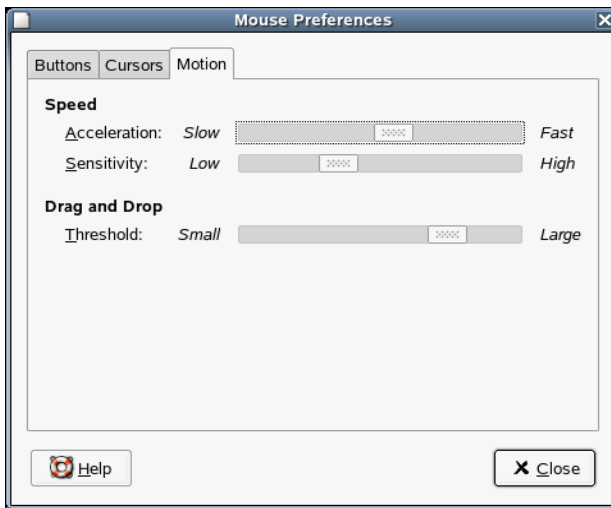 Mouse Preferences
Buttons Cursors Motion
Speed
Acceleration: Slow Fast
Sensitivity: Low High
Drag and Drop
Threshold: Small Large
Help Close